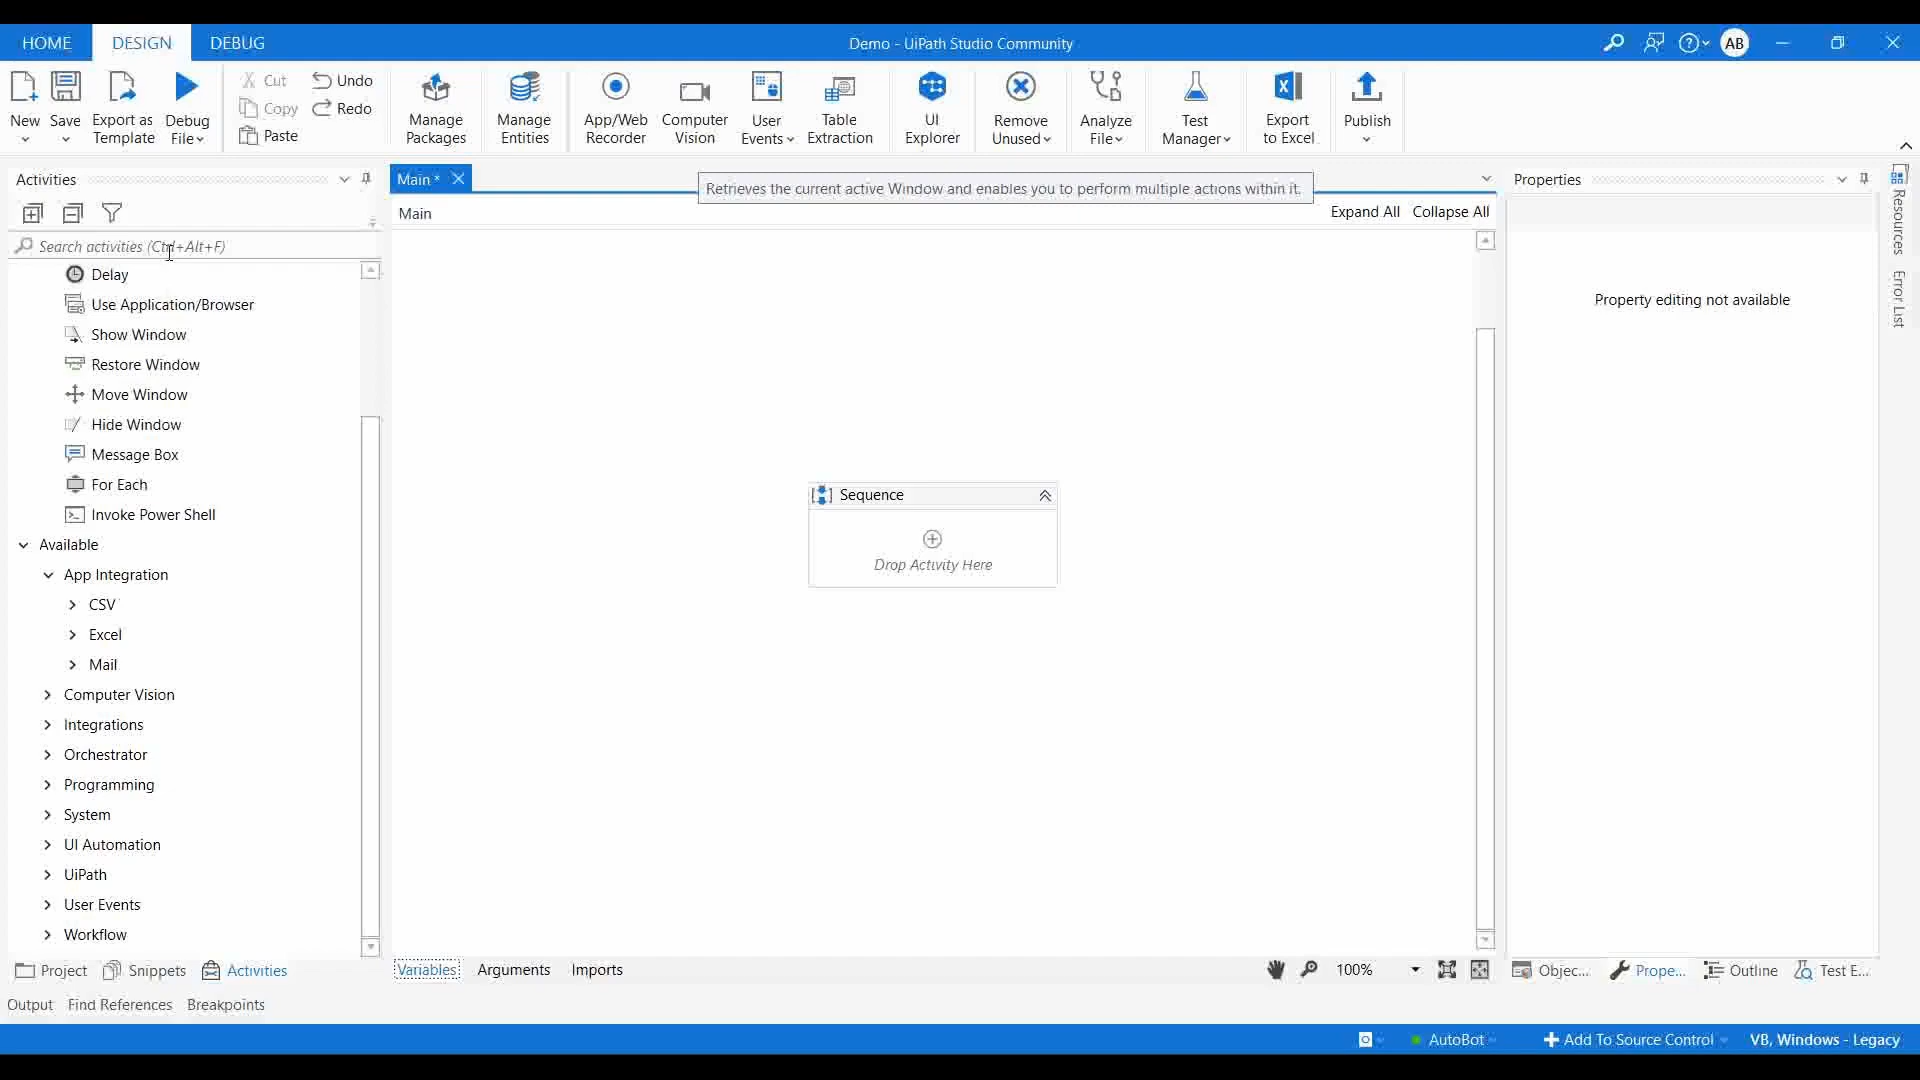 HOME DESIGN DEBUG Demo - UiPath Studio Community AB
New Save Export as Template Debug File Cut Copy Paste Undo Redo Manage Packages Manage Entities App/Web Recorder Computer Vision User Events Table Extraction UI Explorer Remove Unused Analyze File Test Manager Export to Excel Publish
Activities
Main *
Retrieves the current active Window and enables you to perform multiple actions within it.
Properties
Main
Expand All Collapse All
Search activities (Ctrl+Alt+F)
Delay
Use Application/Browser
Show Window
Restore Window
Move Window
Hide Window
Message Box
For Each
Invoke Power Shell
Available
App Integration
CSV
Excel
Mail
Computer Vision
Integrations
Orchestrator
Programming
System
UI Automation
UiPath
User Events
Workflow
Sequence
Drop Activity Here
Property editing not available
Resources
Error List
Project Snippets Activities
Variables Arguments Imports
100%
Objec... Prope... Outline Test E...
Output Find References Breakpoints
AutoBot Add To Source Control VB, Windows - Legacy